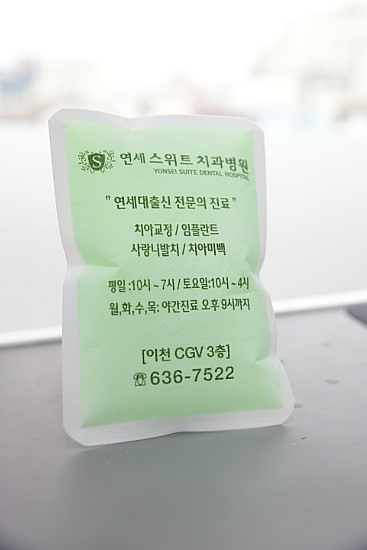 S 연세스위트치과병원
YONSEI SUITE DENTAL HOSPITAL
" 연세대출신 전문의 진료 "
치아교정 / 임플란트
사랑니발치 / 치아미백
평일 :10시 ~ 7시 / 토요일:10시 ~ 4시
월,화,수,목: 야간진료 오후 9시까지
[이천 CGV 3층]
☏ 636-7522